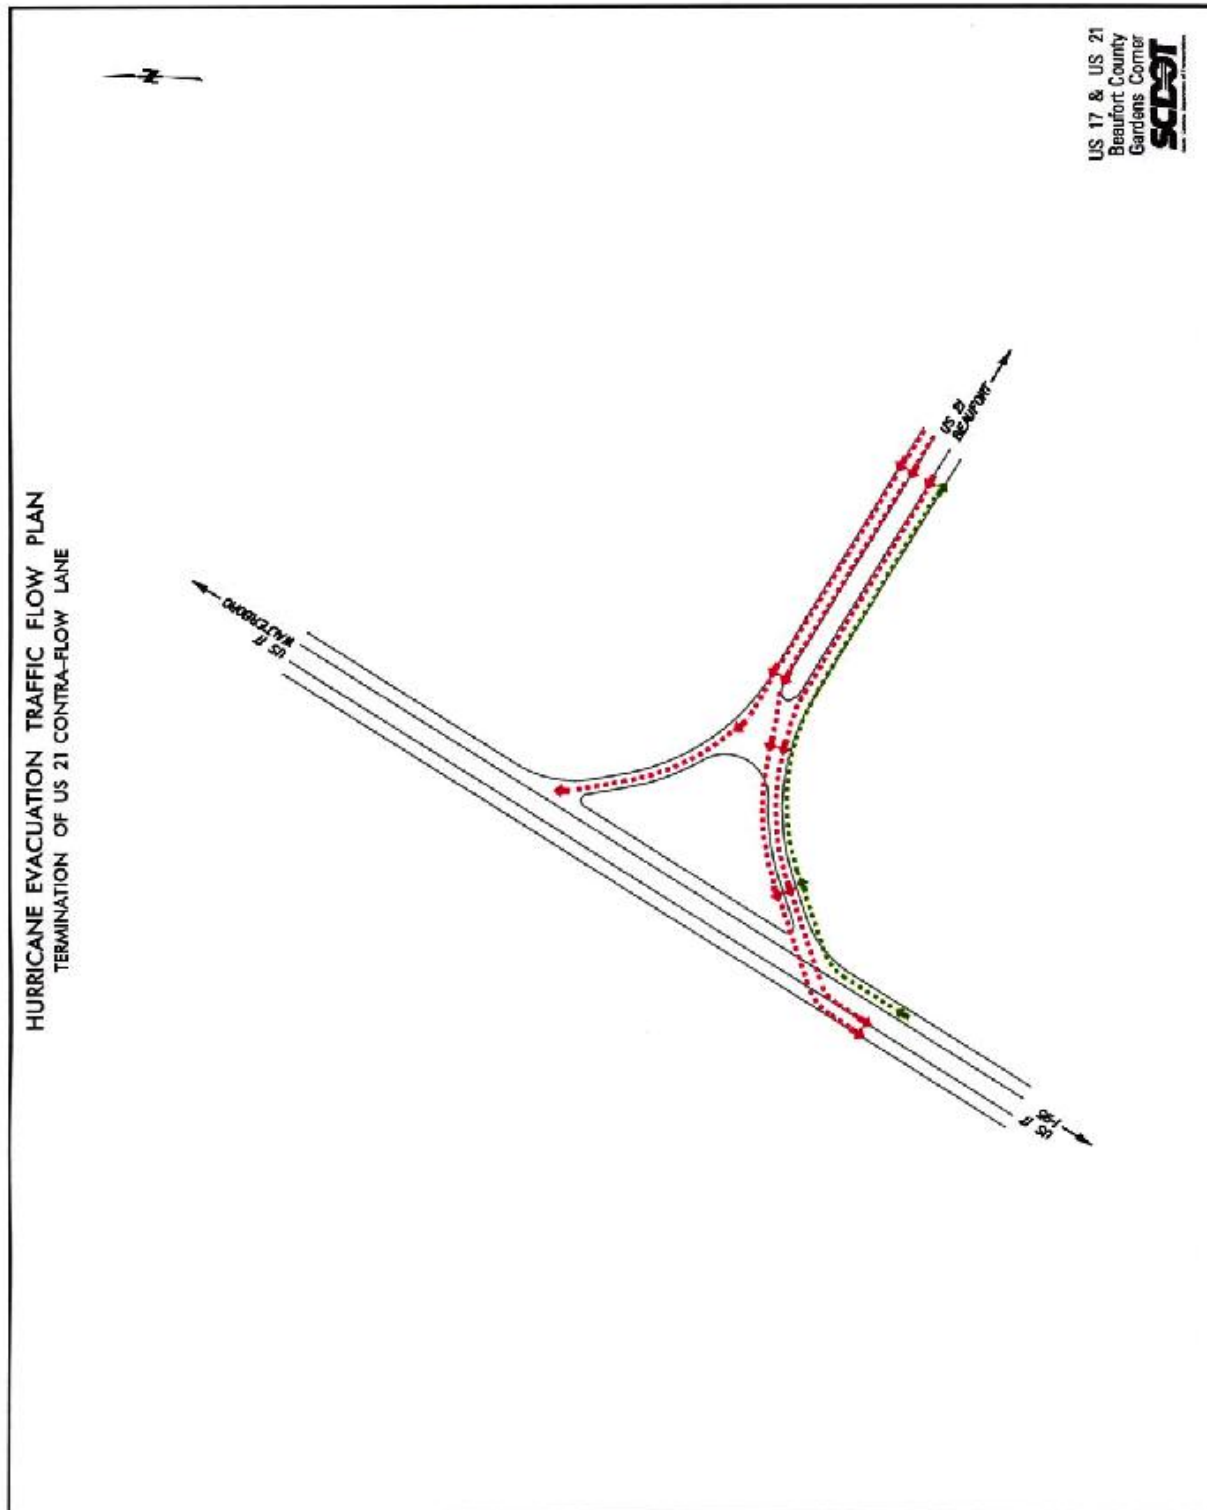 HURRICANE EVACUATION TRAFFIC FLOW PLAN
TERMINATION OF US 21 CONTRA-FLOW LANE
N
US 17
WALTERBORO
US 21
BEAUFORT
US 17
I-95
US 17 & US 21
Beaufort County
Gardens Corner
SCDOT